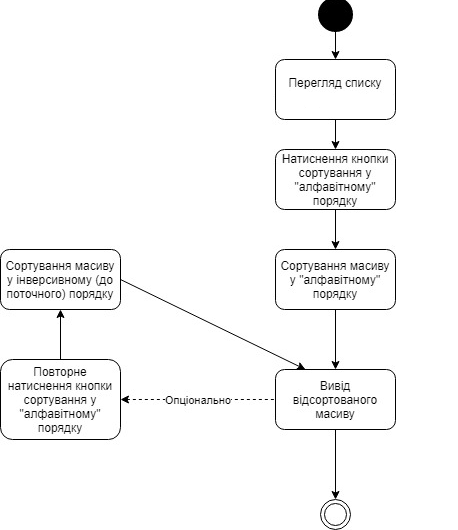 Перегляд списку
Натиснення кнопки
сортування у
"алфавітному"
порядку
Сортування масиву
у "алфавітному"
порядку
Сортування масиву
у інверсивному (до
поточного) порядку
Повторне
натиснення кнопки
сортування у
"алфавітному"
порядку
Опціонально
Вивід
відсортованого
масиву